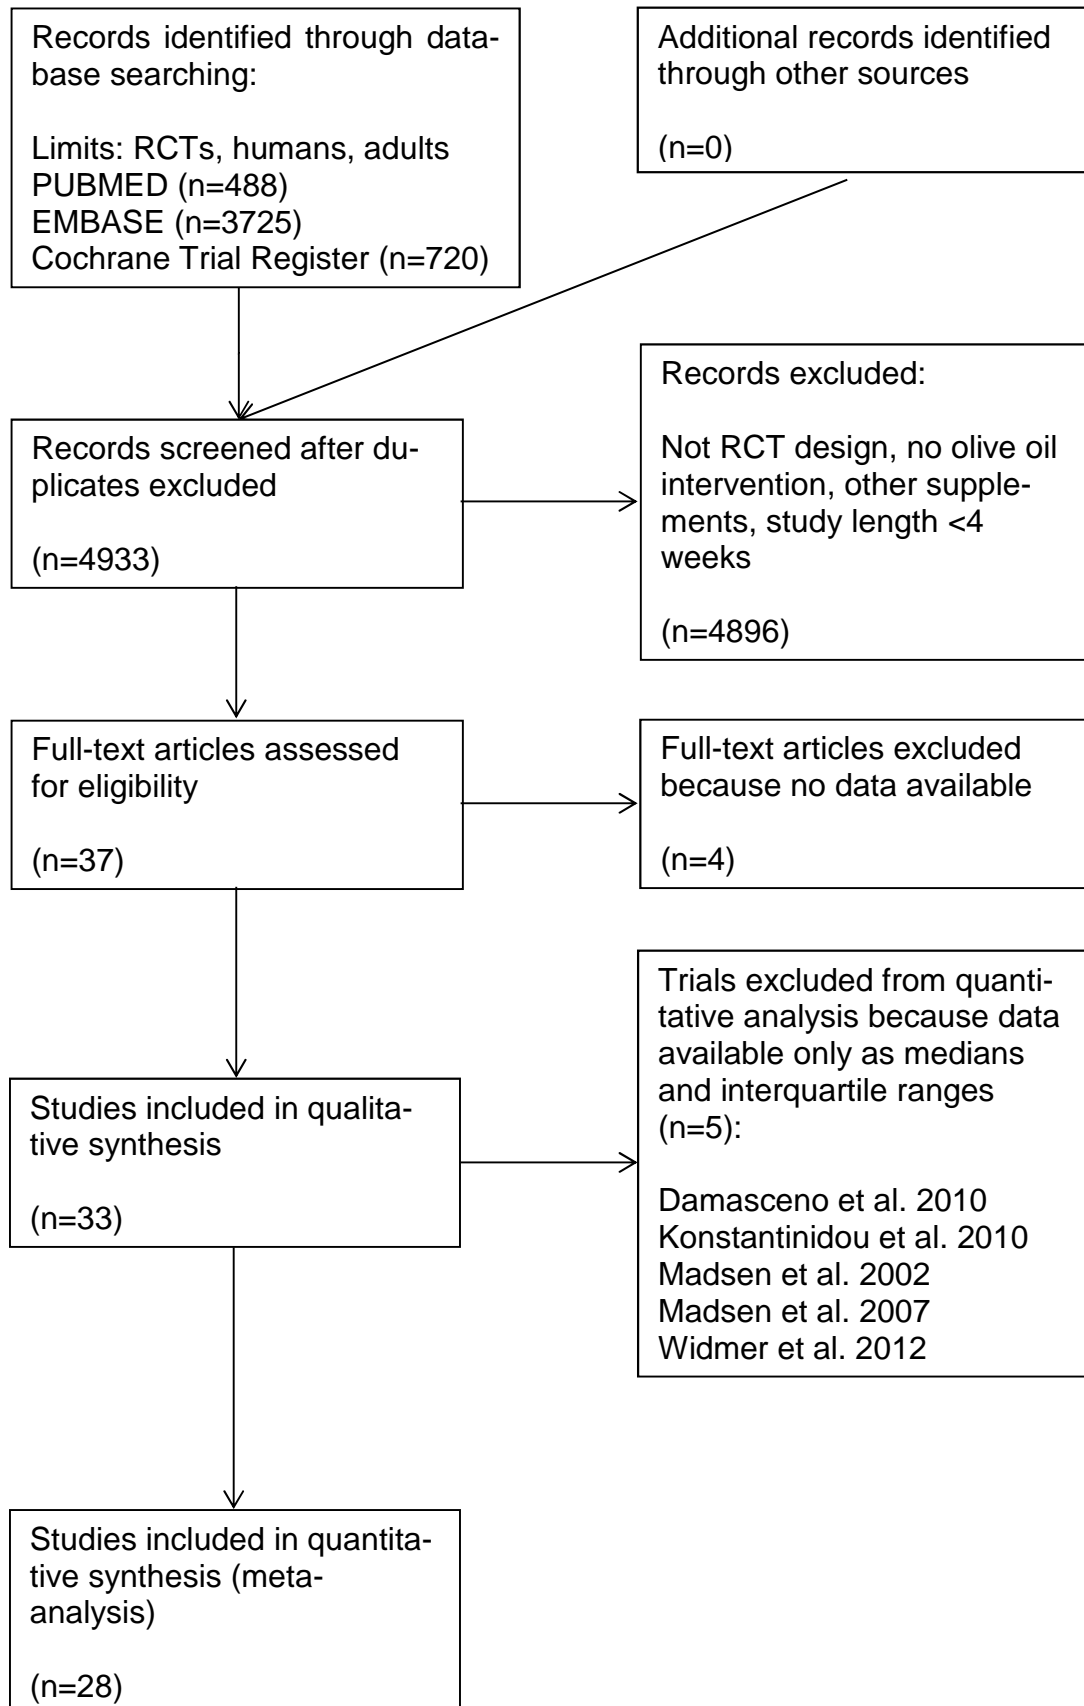 Records identified through data-
base searching:
Limits: RCTs, humans, adults
PUBMED (n=488)
EMBASE (n=3725)
Cochrane Trial Register (n=720)
Additional records identified
through other sources
(n=0)
Records screened after du-
plicates excluded
(n=4933)
Records excluded:
Not RCT design, no olive oil
intervention, other supple-
ments, study length <4
weeks
(n=4896)
Full-text articles assessed
for eligibility
(n=37)
Full-text articles excluded
because no data available
(n=4)
Studies included in qualita-
tive synthesis
(n=33)
Trials excluded from quanti-
tative analysis because data
available only as medians
and interquartile ranges
(n=5):
Damasceno et al. 2010
Konstantinidou et al. 2010
Madsen et al. 2002
Madsen et al. 2007
Widmer et al. 2012
Studies included in quantita-
tive synthesis (meta-
analysis)
(n=28)